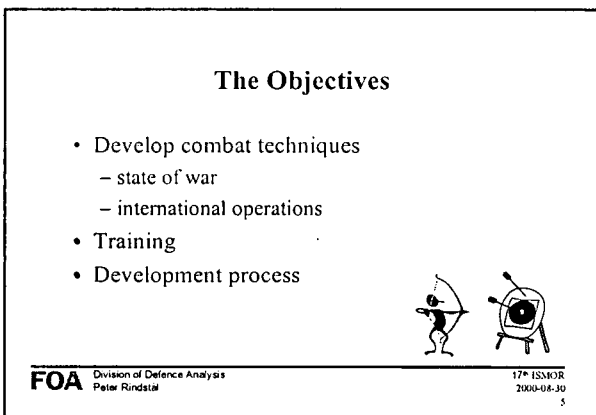 The Objectives
• Develop combat techniques
– state of war
– international operations
• Training
• Development process
FOA Division of Defence Analysis
Peter Rindstål
17th ISMOR
2000-08-30
5